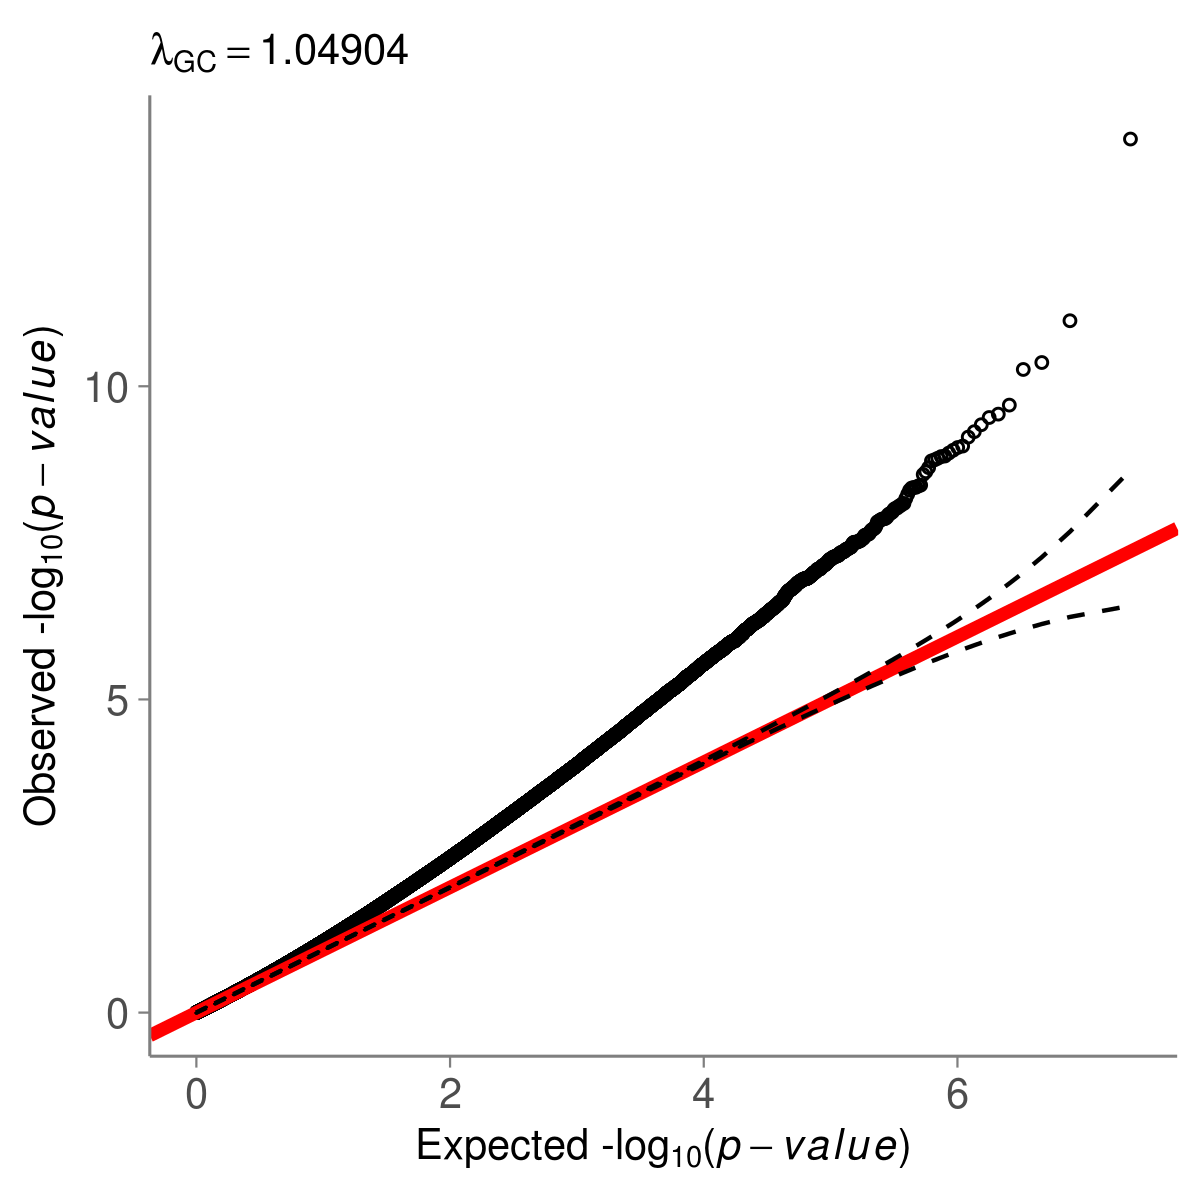 λGC = 1.04904
Observed -log10(p − value)
10
5
0
0 2 4 6
Expected -log10(p − value)